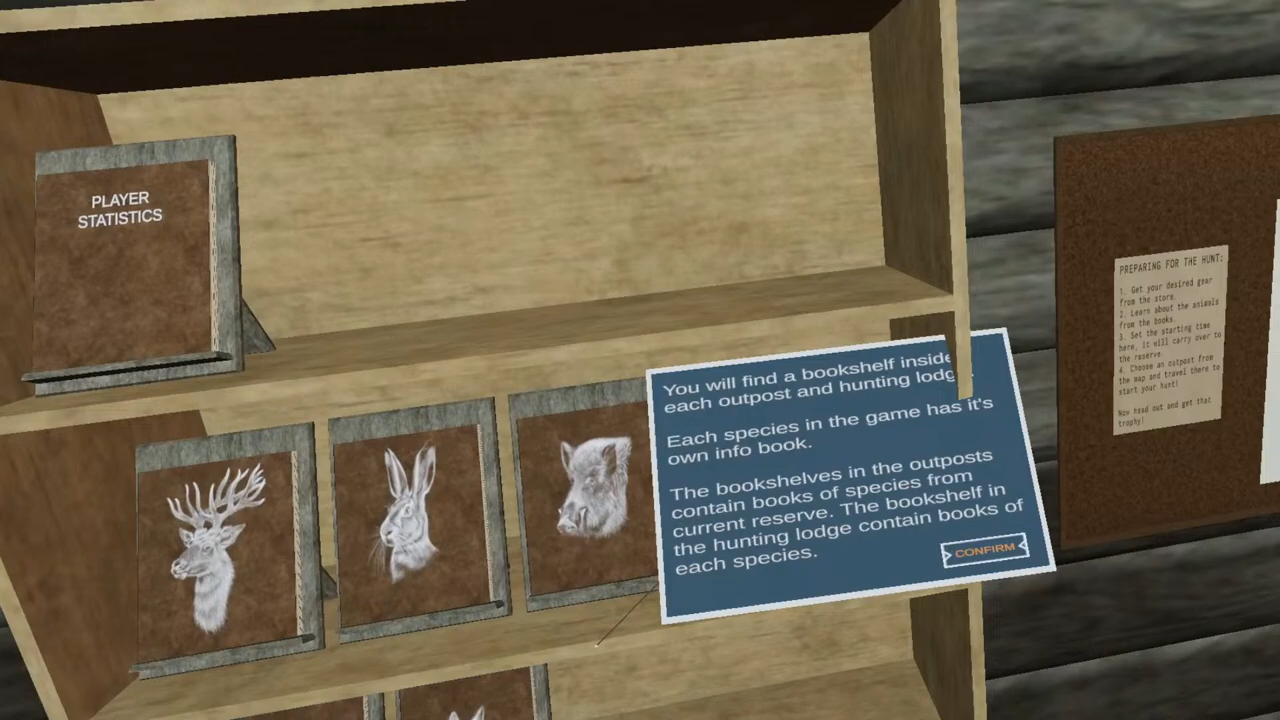 PLAYER
STATISTICS
You will find a bookshelf inside
each outpost and hunting lodge.
Each species in the game has it's
own info book.
The bookshelves in the outposts
contain books of species from
current reserve. The bookshelf in
the hunting lodge contain books of
each species.
CONFIRM
PREPARING FOR THE HUNT:
1. Get your desired gear
from the store.
2. Learn about the animals
from the books.
3. Set the starting time
here, it will carry over to
the reserve.
4. Choose an outpost from
the map and travel there to
start your hunt!
Now head out and get that
trophy!